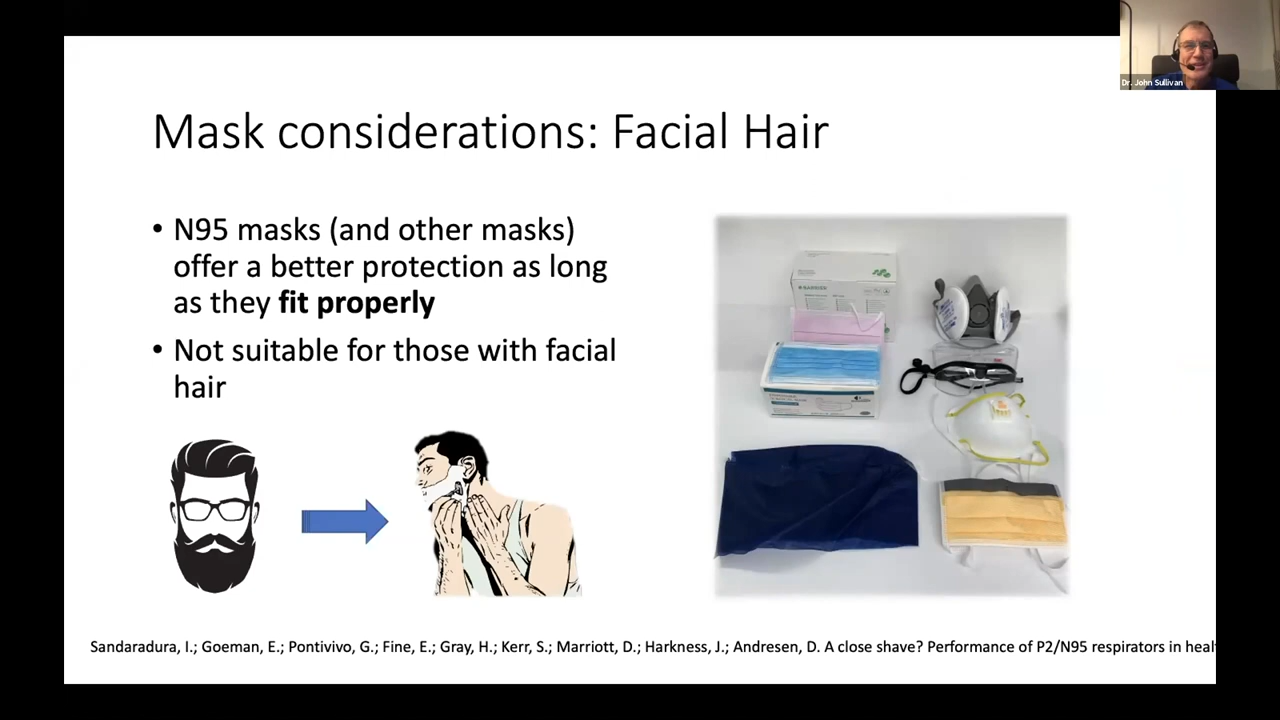 Dr. John Sullivan
Mask considerations: Facial Hair
• N95 masks (and other masks)
offer a better protection as long
as they fit properly
• Not suitable for those with facial
hair
BARRIER
Sandaradura, I.; Goeman, E.; Pontivivo, G.; Fine, E.; Gray, H.; Kerr, S.; Marriott, D.; Harkness, J.; Andresen, D. A close shave? Performance of P2/N95 respirators in heal